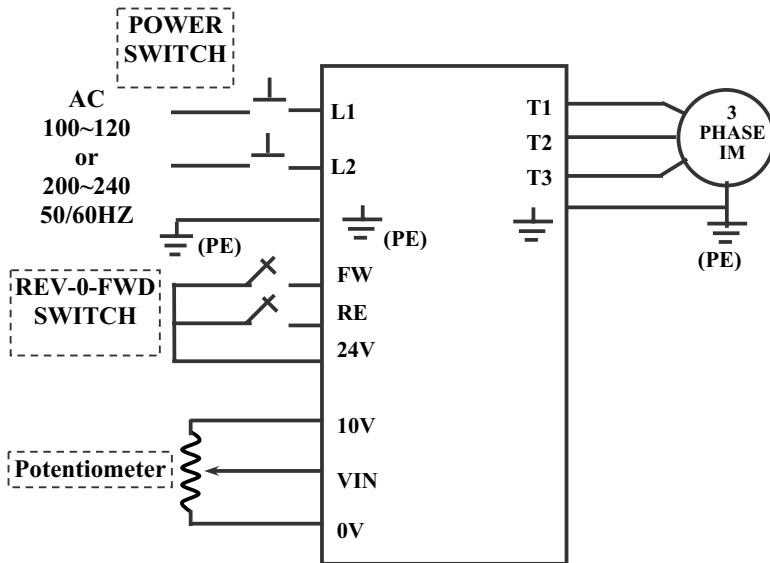 POWER
SWITCH
AC
100~120
or
200~240
50/60HZ
L1
L2
(PE)
(PE)
REV-0-FWD
SWITCH
FW
RE
24V
10V
Potentiometer
VIN
0V
T1
T2
T3
3
PHASE
IM
(PE)